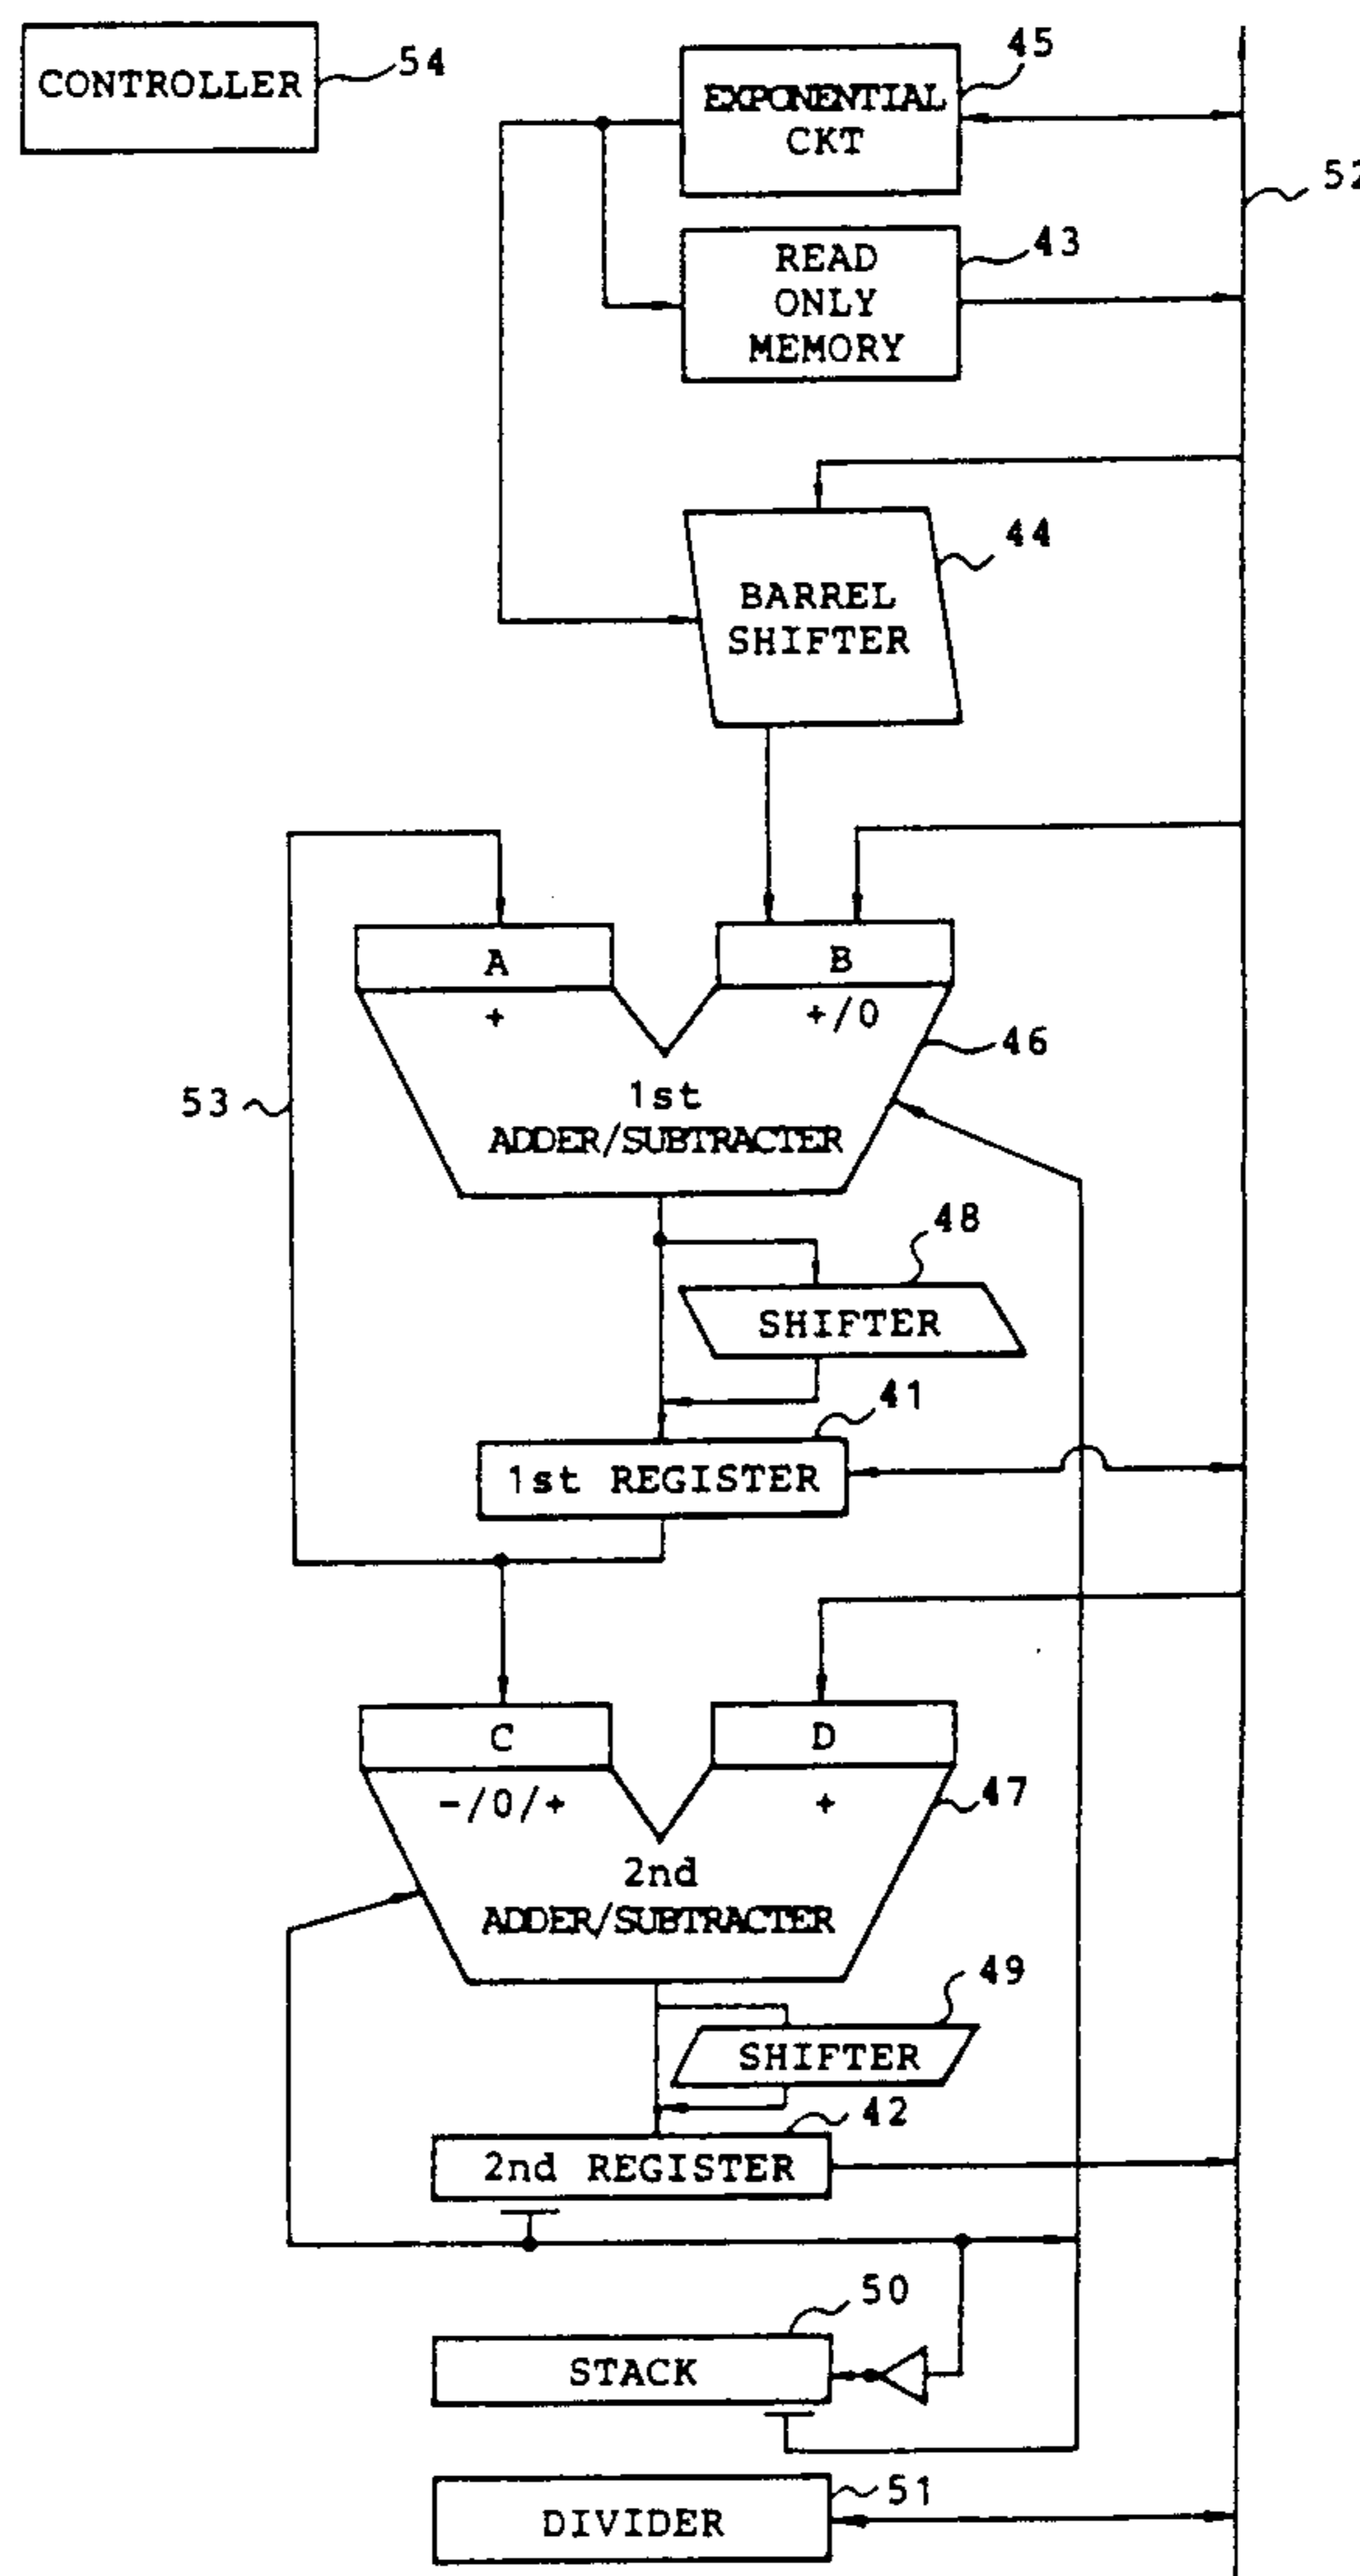 CONTROLLER
54
45
EXPONENTIAL
CKT
52
43
READ
ONLY
MEMORY
44
BARREL
SHIFTER
A
B
+
+/0
46
53
1st
ADDER/SUBTRACTER
48
SHIFTER
41
1st REGISTER
C
D
-/0/+
+
47
2nd
ADDER/SUBTRACTER
49
SHIFTER
42
2nd REGISTER
50
STACK
51
DIVIDER